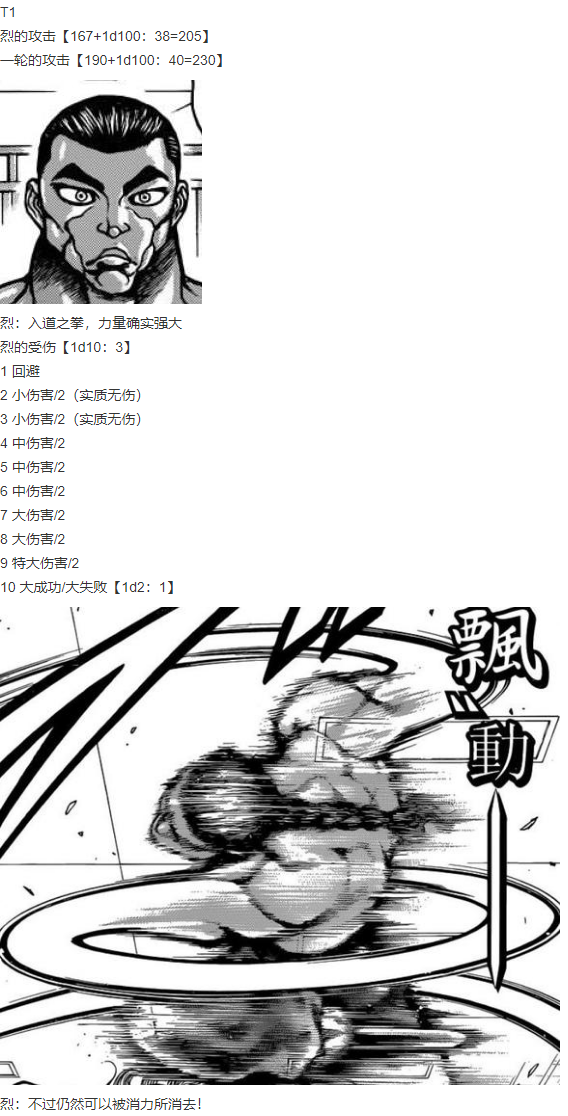 T1
烈的攻击【167+1d100：38=205】
一轮的攻击【190+1d100：40=230】
烈：入道之拳，力量确实强大
烈的受伤【1d10：3】
1 回避
2 小伤害/2（实质无伤）
3 小伤害/2（实质无伤）
4 中伤害/2
5 中伤害/2
6 中伤害/2
7 大伤害/2
8 大伤害/2
9 特大伤害/2
10 大成功/大失败【1d2：1】
飄動
烈：不过仍然可以被消力所消去！